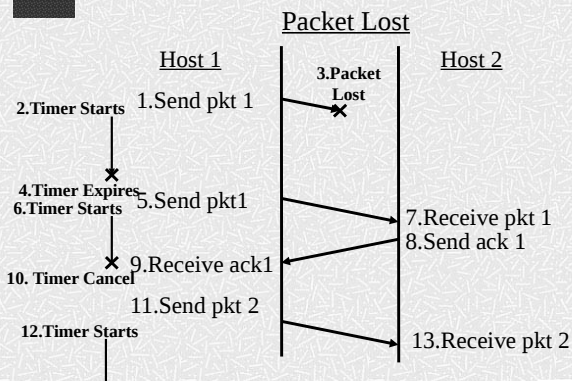 Packet Lost
Host 1
Host 2
3.Packet
Lost
1.Send pkt 1
2.Timer Starts
4.Timer Expires
5.Send pkt1
6.Timer Starts
7.Receive pkt 1
8.Send ack 1
9.Receive ack1
10. Timer Cancel
11.Send pkt 2
12.Timer Starts
13.Receive pkt 2